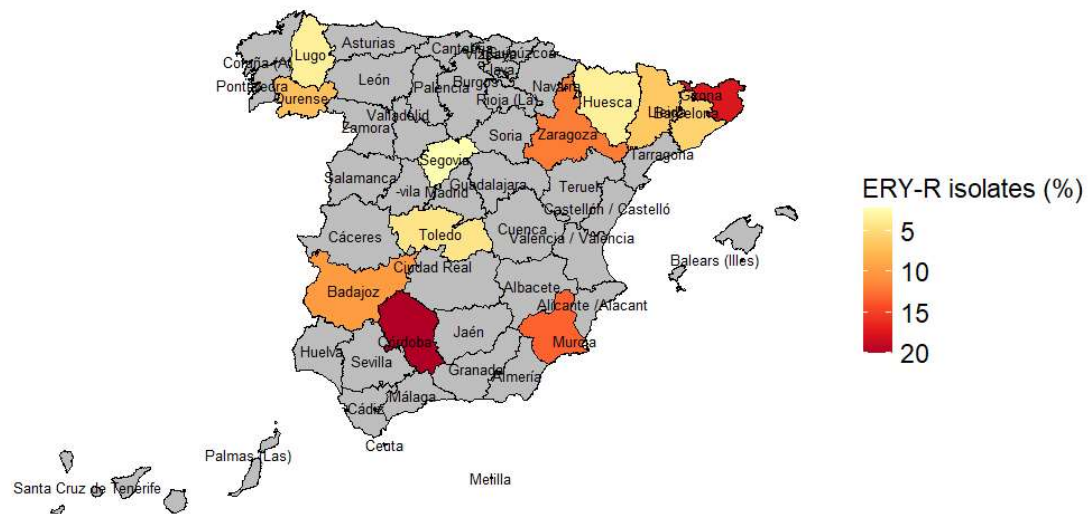 Asturias
Lugo
León
Palencia
Burgos
Navarra
Rioja (La)
Huesca
Barcelona
Pontevedra
Ourense
Zamora
Valladolid
Soria
Zaragoza
Tarragona
Segovia
Salamanca
Madrid
Guadalajara
Teruel
Castellón / Castelló
Cáceres
Toledo
Cuenca
Valencia / València
Balears (Illes)
Ciudad Real
Badajoz
Albacete
Alicante /Alacant
Córdoba
Jaén
Murcia
Huelva
Sevilla
Granada
Almería
Málaga
Cádiz
Ceuta
Palmas (Las)
Melilla
Santa Cruz de Tenerife
ERY-R isolates (%)
5
10
15
20